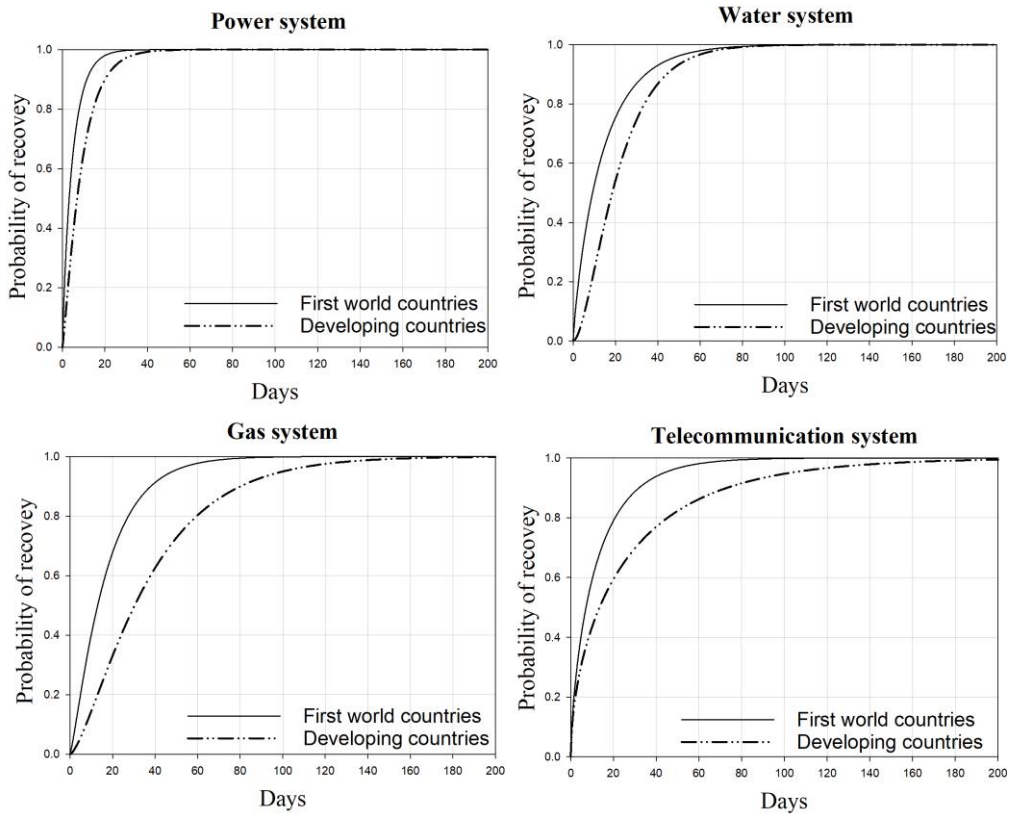 Power system
Probability of recovey
1.0
0.8
0.6
0.4
0.2
0.0
First world countries
Developing countries
0 20 40 60 80 100 120 140 160 180 200
Days
Water system
Probability of recovey
1.0
0.8
0.6
0.4
0.2
0.0
First world countries
Developing countries
0 20 40 60 80 100 120 140 160 180 200
Days
Gas system
Probability of recovey
1.0
0.8
0.6
0.4
0.2
0.0
First world countries
Developing countries
0 20 40 60 80 100 120 140 160 180 200
Days
Telecommunication system
Probability of recovey
1.0
0.8
0.6
0.4
0.2
0.0
First world countries
Developing countries
0 20 40 60 80 100 120 140 160 180 200
Days